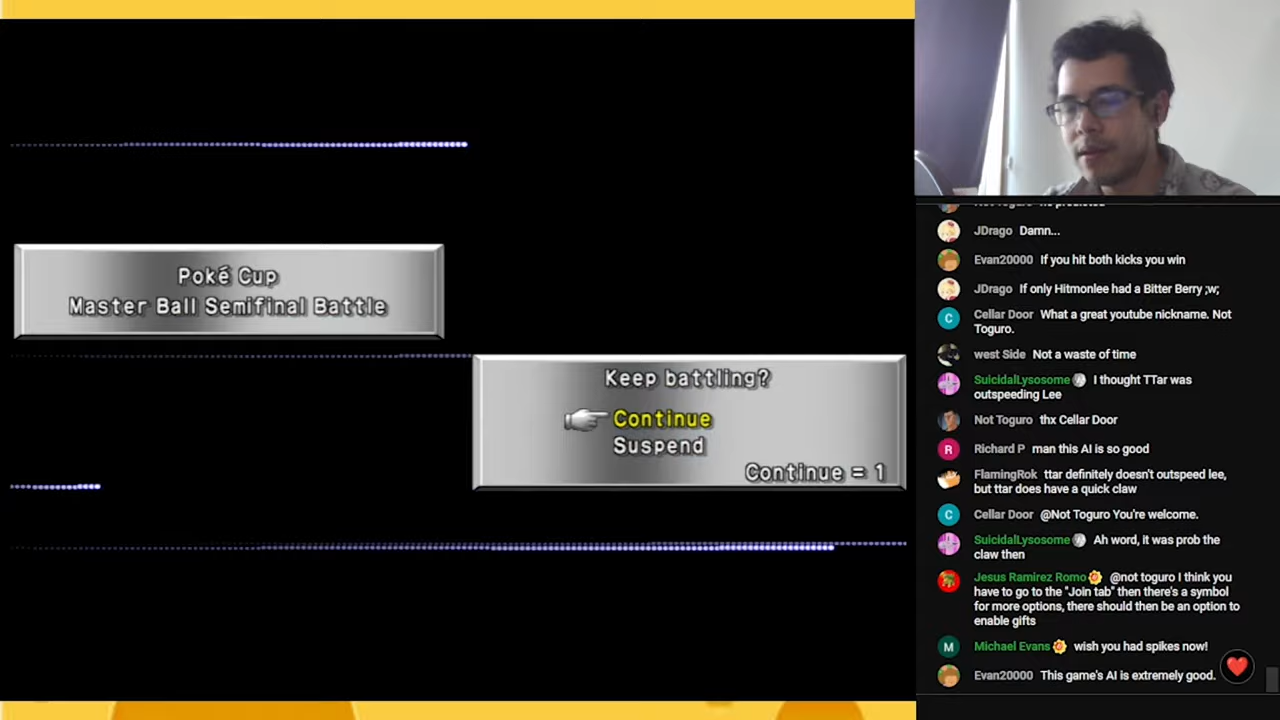 Poké Cup
Master Ball Semifinal Battle
Keep battling?
Continue
Suspend
Continue = 1
JDrago Damn...
Evan20000 If you hit both kicks you win
JDrago If only Hitmonlee had a Bitter Berry ;w;
Cellar Door What a great youtube nickname. Not
Toguro.
west Side Not a waste of time
SuicidalLysosome I thought TTar was
outspeeding Lee
Not Toguro thx Cellar Door
Richard P man this AI is so good
FlamingRok ttar definitely doesn't outspeed lee,
but ttar does have a quick claw
Cellar Door @Not Toguro You're welcome.
SuicidalLysosome Ah word, it was prob the
claw then
Jesus Ramirez Romo @not toguro I think you
have to go to the "Join tab" then there's a symbol
for more options, there should then be an option to
enable gifts
Michael Evans wish you had spikes now!
Evan20000 This game's AI is extremely good.